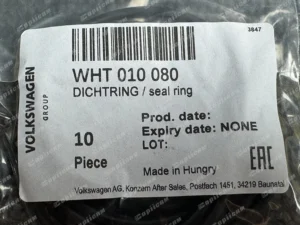 3847
VOLKSWAGEN
GROUP
WHT 010 080
DICHTRING / seal ring
10
Piece
Prod. date:
Expiry date: NONE
LOT:
Made in Hungry
EAC
Volkswagen AG, Konzern After Sales, Postfach 1451, 34219 Baunatal